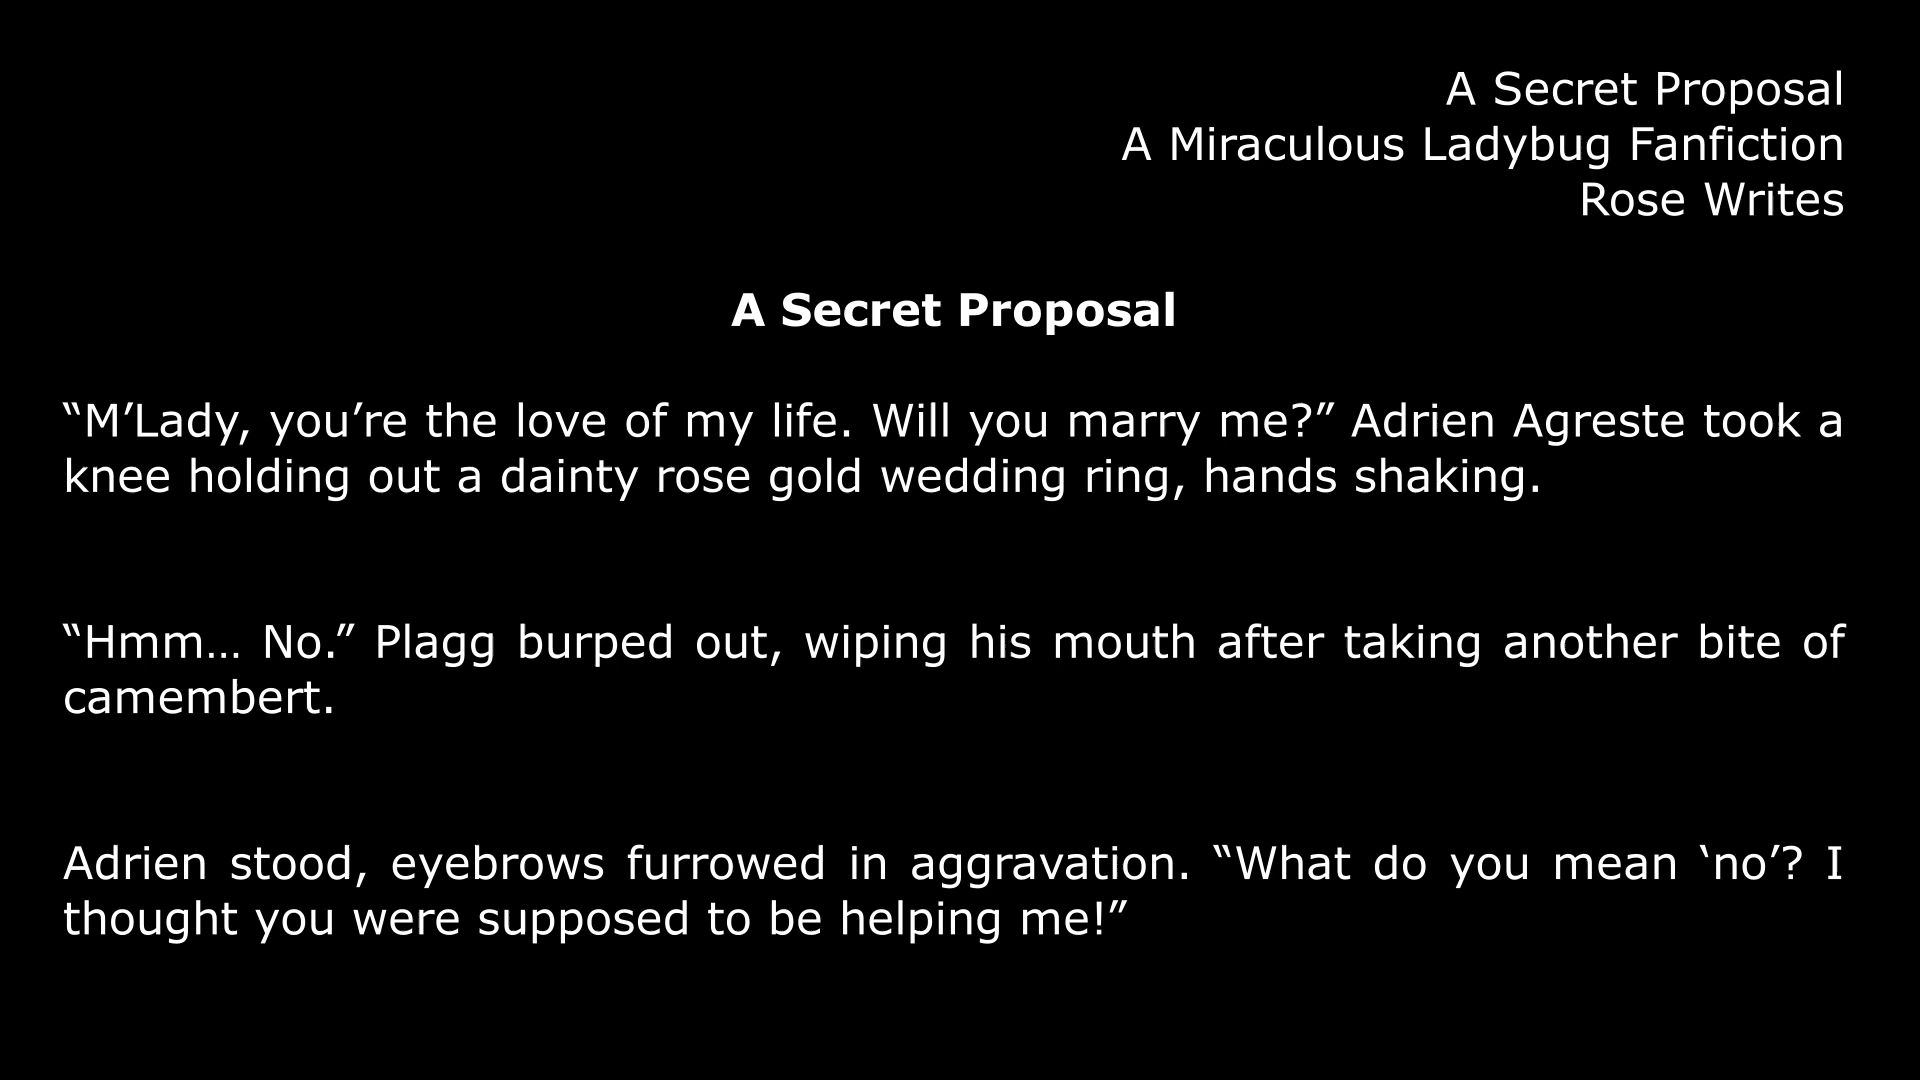 A Secret Proposal
A Miraculous Ladybug Fanfiction
Rose Writes
A Secret Proposal
“M’Lady, you’re the love of my life. Will you marry me?” Adrien Agreste took a
knee holding out a dainty rose gold wedding ring, hands shaking.
“Hmm… No.” Plagg burped out, wiping his mouth after taking another bite of
camembert.
Adrien stood, eyebrows furrowed in aggravation. “What do you mean ‘no’? I
thought you were supposed to be helping me!”